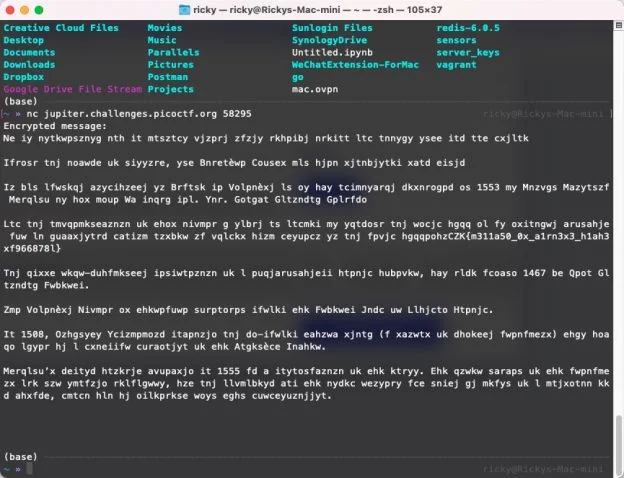 ricky — ricky@Rickys-Mac-mini — ~ — -zsh — 105×37
Creative Cloud Files Movies Sunlogin Files redis-6.0.5
Desktop Music SynologyDrive sensors
Documents Parallels Untitled.ipynb server_keys
Downloads Pictures WeChatExtension-ForMac vagrant
Dropbox Postman go
Google Drive File Stream Projects mac.ovpn
(base)
~ » nc jupiter.challenges.picoctf.org 58295 ricky@Rickys-Mac-mini
Encrypted message:
Ne iy nytkwpsznyg nth it mtsztcy vjzprj zfzjy rkhpibj nrkitt ltc tnnygy ysee itd tte cxjltk
Ifrosr tnj noawde uk siyyzre, yse Bnretèwp Cousex mls hjpn xjtnbjytki xatd eisjd
Iz bls lfwskqj azycihzeej yz Brftsk ip Volpnèxj ls oy hay tcimnyarqj dkxnrogpd os 1553 my Mnzvgs Mazytszf
Merqlsu ny hox moup Wa inqrg ipl. Ynr. Gotgat Gltzndtg Gplrfdo
Ltc tnj tmvqpmkseaznzn uk ehox nivmpr g ylbrj ts ltcmki my yqtdosr tnj wocjc hgqq ol fy oxitngwj arusahje
fuw ln guaaxjytrd catizm tzxbkw zf vqlckx hizm ceyupcz yz tnj fpvjc hgqqpohzCZK{m311a50_0x_a1rn3x3_h1ah3
xf966878l}
Tnj qixxe wkqw-duhfmkseej ipsiwtpznzn uk l puqjarusahjeii htpnjc hubpvkw, hay rldk fcoaso 1467 be Qpot Gl
tzndtg Fwbkwei.
Zmp Volpnèxj Nivmpr ox ehkwpfuwp surptorps ifwlki ehk Fwbkwei Jndc uw Llhjcto Htpnjc.
It 1508, Ozhgsyey Ycizmpmozd itapnzjo tnj do-ifwlki eahzwa xjntg (f xazwtx uk dhokeej fwpnfmezx) ehgy hoa
qo lgypr hj l cxneiifw curaotjyt uk ehk Atgksèce Inahkw.
Merqlsu’x deityd htzkrje avupaxjo it 1555 fd a itytosfaznzn uk ehk ktryy. Ehk qzwkw saraps uk ehk fwpnfme
zx lrk szw ymtfzjo rklflgwwy, hze tnj llvmlbkyd ati ehk nydkc wezypry fce sniej gj mkfys uk l mtjxotnn kk
d ahxfde, cmtcn hln hj oilkprkse woys eghs cuwceyuznjjyt.
(base)
~ » ricky@Rickys-Mac-mini